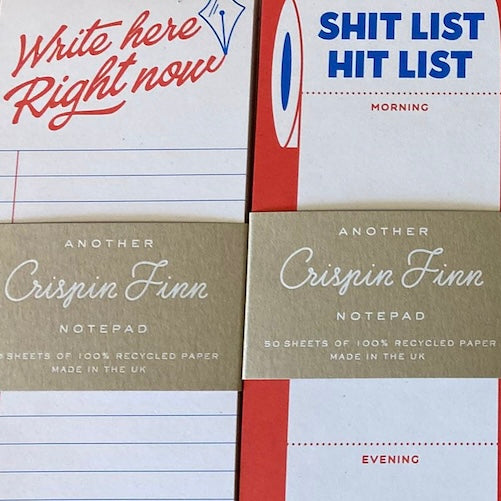 Write here
Right now
ANOTHER
Crispin Finn
NOTEPAD
SHEETS OF 100% RECYCLED PAPER
MADE IN THE UK
SHIT LIST
HIT LIST
MORNING
ANOTHER
Crispin Finn
NOTEPAD
50 SHEETS OF 100% RECYCLED PAPER
MADE IN THE UK
EVENING